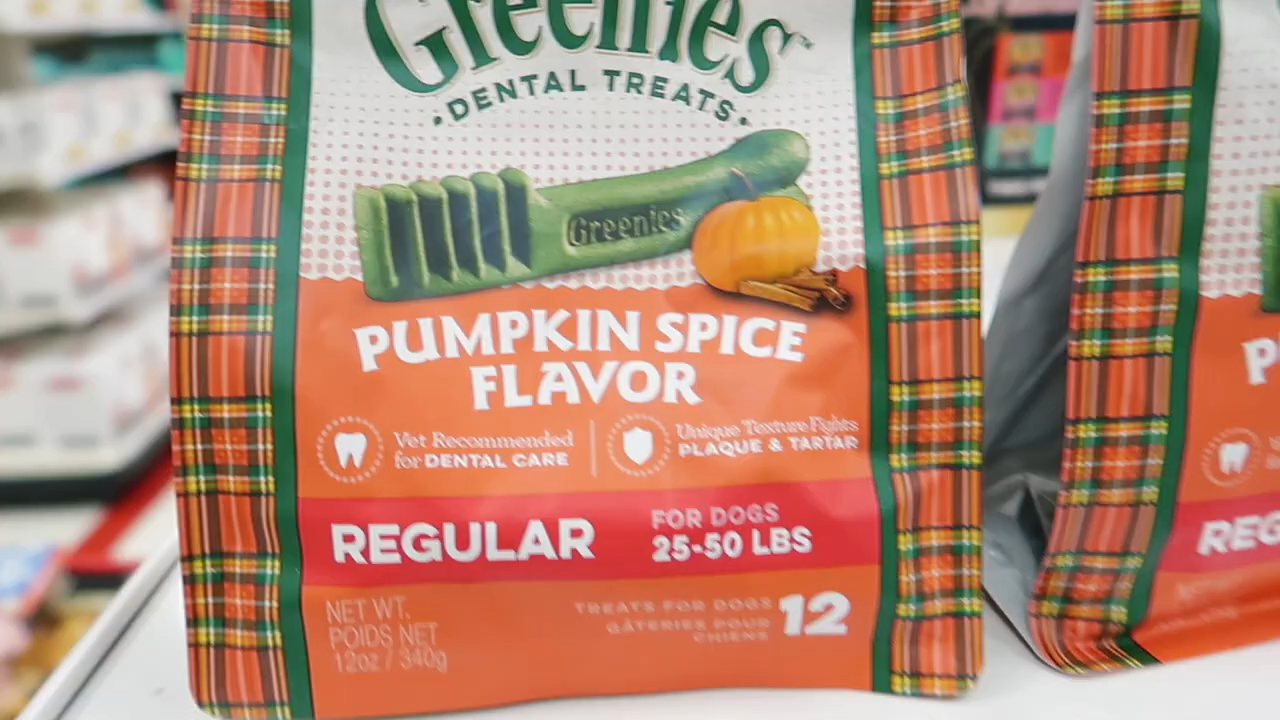 Greenies™
·DENTAL TREATS.·
Greenies
PUMPKIN SPICE
FLAVOR
Vet Recommended
for DENTAL CARE
Unique Texture Fights
PLAQUE & TARTAR
REGULAR
FOR DOGS
25-50 LBS
NET WT.
POIDS NET
12oz / 340g
TREATS FOR DOGS
GÂTERIES POUR
CHIENS
12
P
REG